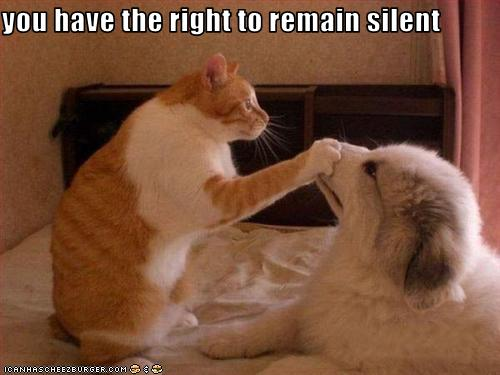 you have the right to remain silent
ICANHASCHEEZBURGER.COM